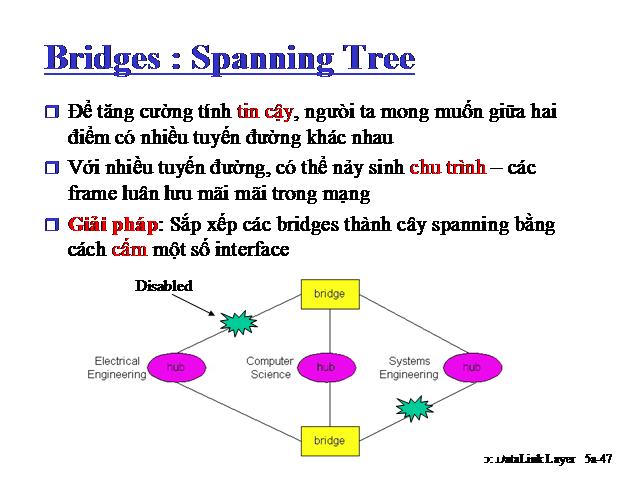 Bridges : Spanning Tree
Để tăng cường tính tin cậy, người ta mong muốn giữa hai
điểm có nhiều tuyến đường khác nhau
Với nhiều tuyến đường, có thể nảy sinh chu trình – các
frame luân lưu mãi mãi trong mạng
Giải pháp: Sắp xếp các bridges thành cây spanning bằng
cách cấm một số interface
Disabled
bridge
Electrical
Engineering
hub
Computer
Science
hub
Systems
Engineering
hub
bridge
DataLink Layer 5a-47